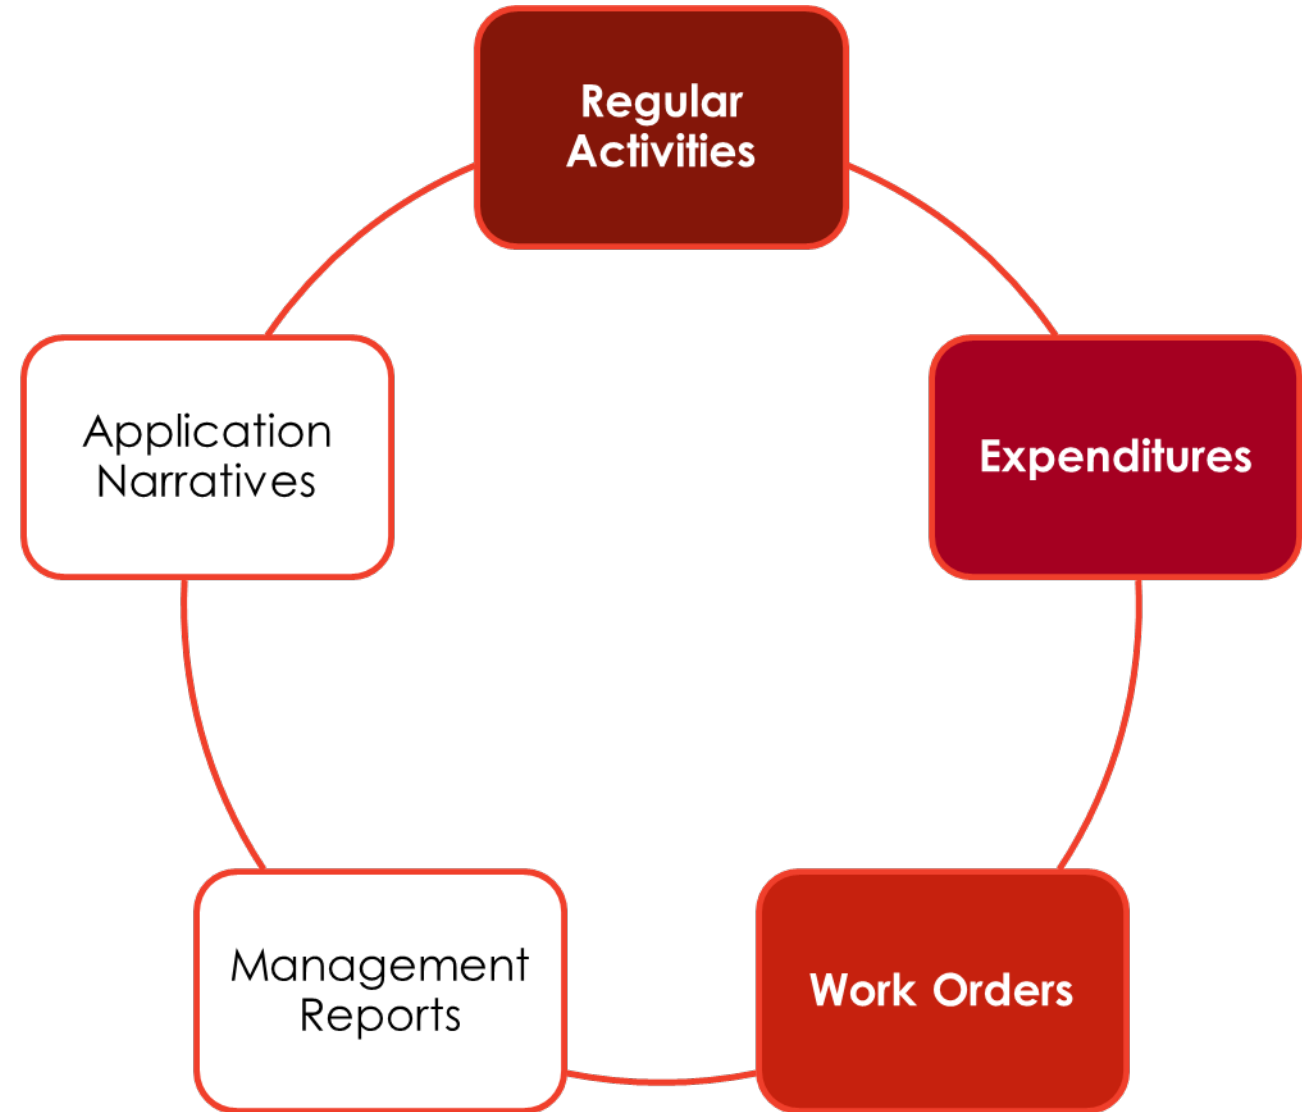 Regular
Activities
Expenditures
Work Orders
Management
Reports
Application
Narratives